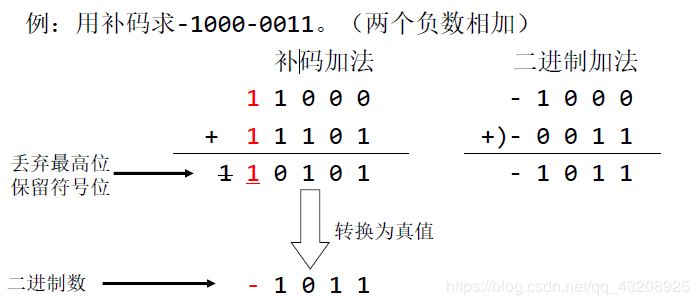 例: 用补码求-1000-0011。（两个负数相加）
补码加法 二进制加法
1 1 0 0 0 - 1 0 0 0
+ 1 1 1 0 1 +)- 0 0 1 1
丢弃最高位
保留符号位
1 1 0 1 0 1 - 1 0 1 1
转换为真值
二进制数 - 1 0 1 1
https://blog.csdn.net/qq_43208925